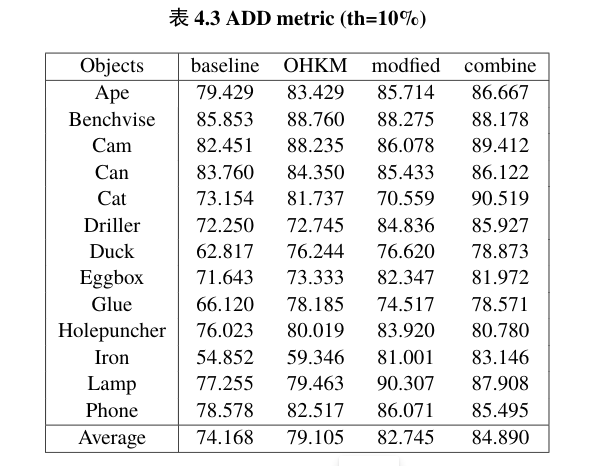 表 4.3 ADD metric (th=10%)
Objects baseline OHKM modfied combine
Ape 79.429 83.429 85.714 86.667
Benchvise 85.853 88.760 88.275 88.178
Cam 82.451 88.235 86.078 89.412
Can 83.760 84.350 85.433 86.122
Cat 73.154 81.737 70.559 90.519
Driller 72.250 72.745 84.836 85.927
Duck 62.817 76.244 76.620 78.873
Eggbox 71.643 73.333 82.347 81.972
Glue 66.120 78.185 74.517 78.571
Holepuncher 76.023 80.019 83.920 80.780
Iron 54.852 59.346 81.001 83.146
Lamp 77.255 79.463 90.307 87.908
Phone 78.578 82.517 86.071 85.495
Average 74.168 79.105 82.745 84.890